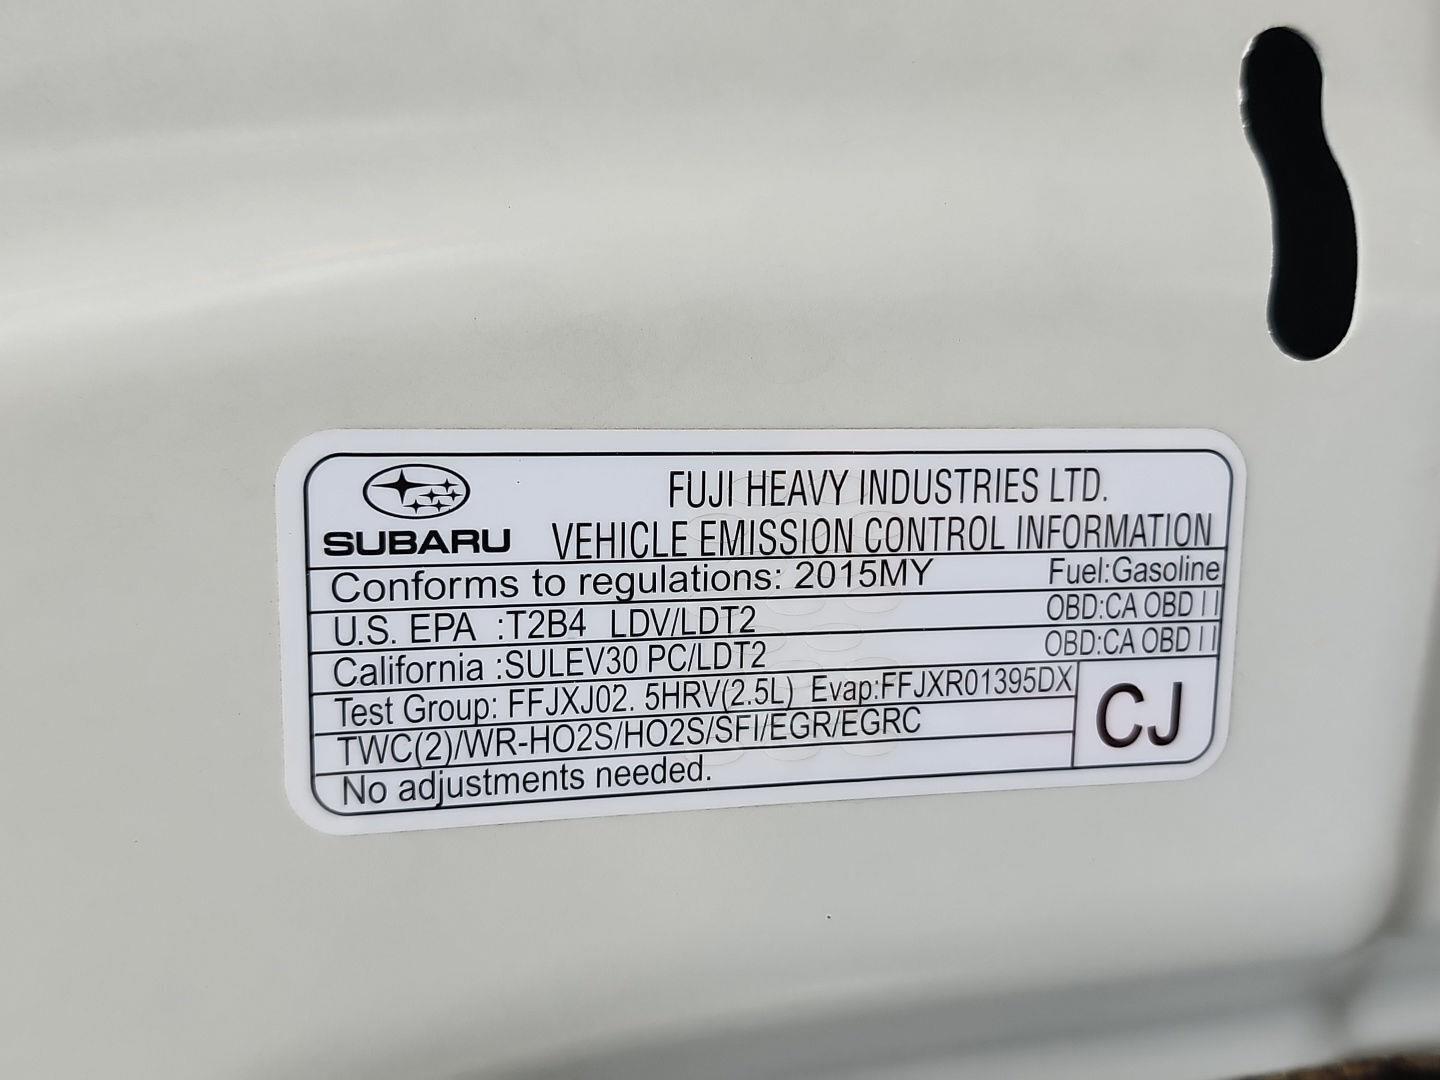 FUJI HEAVY INDUSTRIES LTD.
SUBARU VEHICLE EMISSION CONTROL INFORMATION
Conforms to regulations: 2015MY Fuel:Gasoline
U.S. EPA :T2B4 LDV/LDT2 OBD:CA OBD II
California :SULEV30 PC/LDT2 OBD:CA OBD II
Test Group: FFJXJ02. 5HRV(2.5L) Evap:FFJXR01395DX
TWC(2)/WR-HO2S/HO2S/SFI/EGR/EGRC
No adjustments needed.
CJ